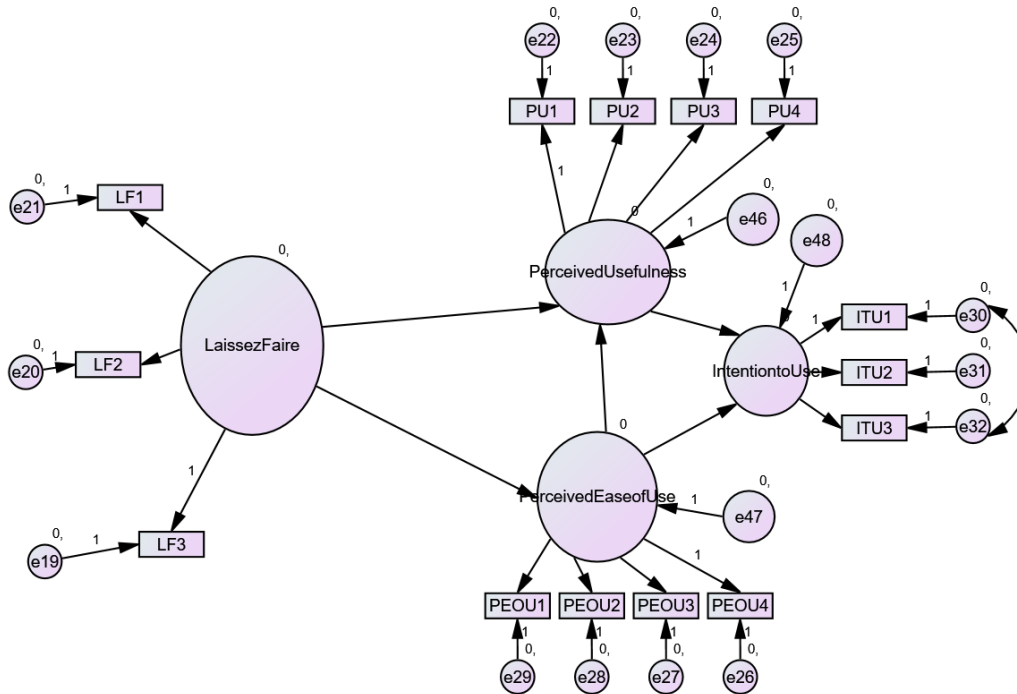 0, 0, 0, 0,
e22 e23 e24 e25
1 1 1 1
PU1 PU2 PU3 PU4
1
0, 0,
e21 1 LF1
0 e46 1
0,
e48
0,
PerceivedUsefulness
1
LaissezFaire
0, 1 ITU1 1 e30
0
0,
e20 1 LF2
IntentiontoUse ITU2 1 e31 0,
ITU3 1 e32 0,
1
0
PerceivedEaseofUse
0,
1 e47
0,
e19 1 LF3
1
PEOU1 PEOU2 PEOU3 PEOU4
1 1 1 1
0, 0, 0, 0,
e29 e28 e27 e26